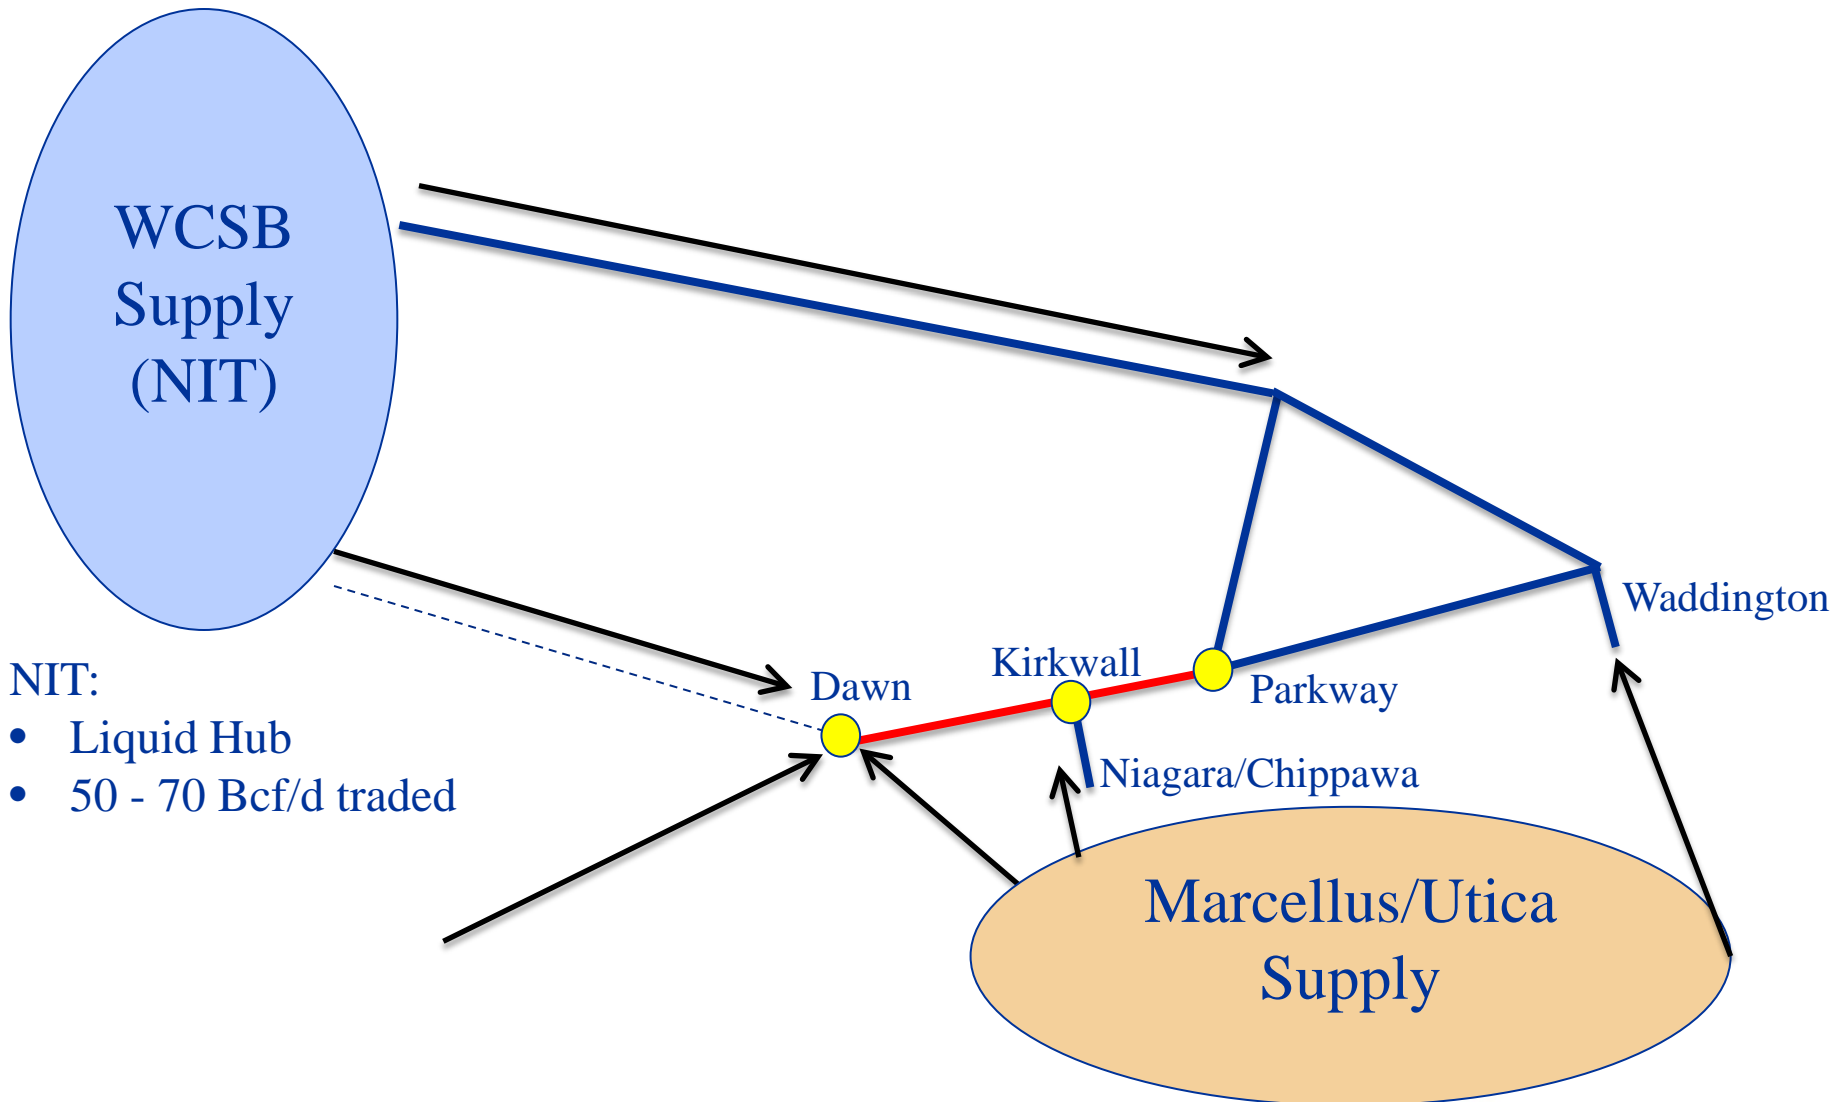 WCSB
Supply
(NIT)
NIT:
• Liquid Hub
• 50 - 70 Bcf/d traded
Dawn
Kirkwall
Parkway
Waddington
Niagara/Chippawa
Marcellus/Utica
Supply